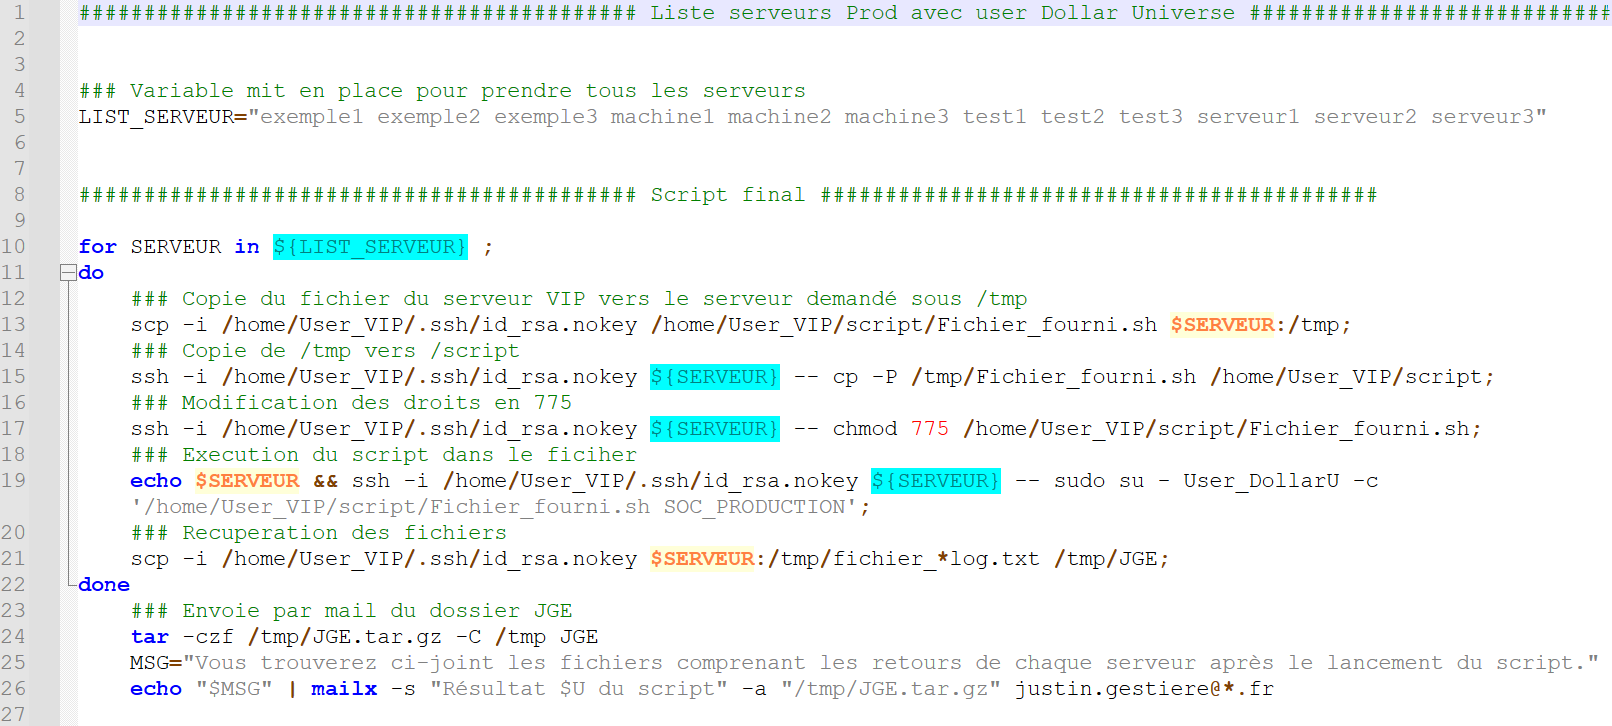 1 ########################################### Liste serveurs Prod avec user Dollar Universe ############################
2
3
4 ### Variable mit en place pour prendre tous les serveurs
5 LIST_SERVEUR="exemple1 exemple2 exemple3 machine1 machine2 machine3 test1 test2 test3 serveur1 serveur2 serveur3"
6
7
8 ########################################### Script final ###########################################
9
10 for SERVEUR in ${LIST_SERVEUR} ;
11 do
12 ### Copie du fichier du serveur VIP vers le serveur demandé sous /tmp
13 scp -i /home/User_VIP/.ssh/id_rsa.nokey /home/User_VIP/script/Fichier_fourni.sh $SERVEUR:/tmp;
14 ### Copie de /tmp vers /script
15 ssh -i /home/User_VIP/.ssh/id_rsa.nokey ${SERVEUR} -- cp -P /tmp/Fichier_fourni.sh /home/User_VIP/script;
16 ### Modification des droits en 775
17 ssh -i /home/User_VIP/.ssh/id_rsa.nokey ${SERVEUR} -- chmod 775 /home/User_VIP/script/Fichier_fourni.sh;
18 ### Execution du script dans le ficiher
19 echo $SERVEUR && ssh -i /home/User_VIP/.ssh/id_rsa.nokey ${SERVEUR} -- sudo su - User_DollarU -c
'/home/User_VIP/script/Fichier_fourni.sh SOC_PRODUCTION';
20 ### Recuperation des fichiers
21 scp -i /home/User_VIP/.ssh/id_rsa.nokey $SERVEUR:/tmp/fichier_*log.txt /tmp/JGE;
22 done
23 ### Envoie par mail du dossier JGE
24 tar -czf /tmp/JGE.tar.gz -C /tmp JGE
25 MSG="Vous trouverez ci-joint les fichiers comprenant les retours de chaque serveur après le lancement du script."
26 echo "$MSG" | mailx -s "Résultat $U du script" -a "/tmp/JGE.tar.gz" justin.gestiere@*.fr
27